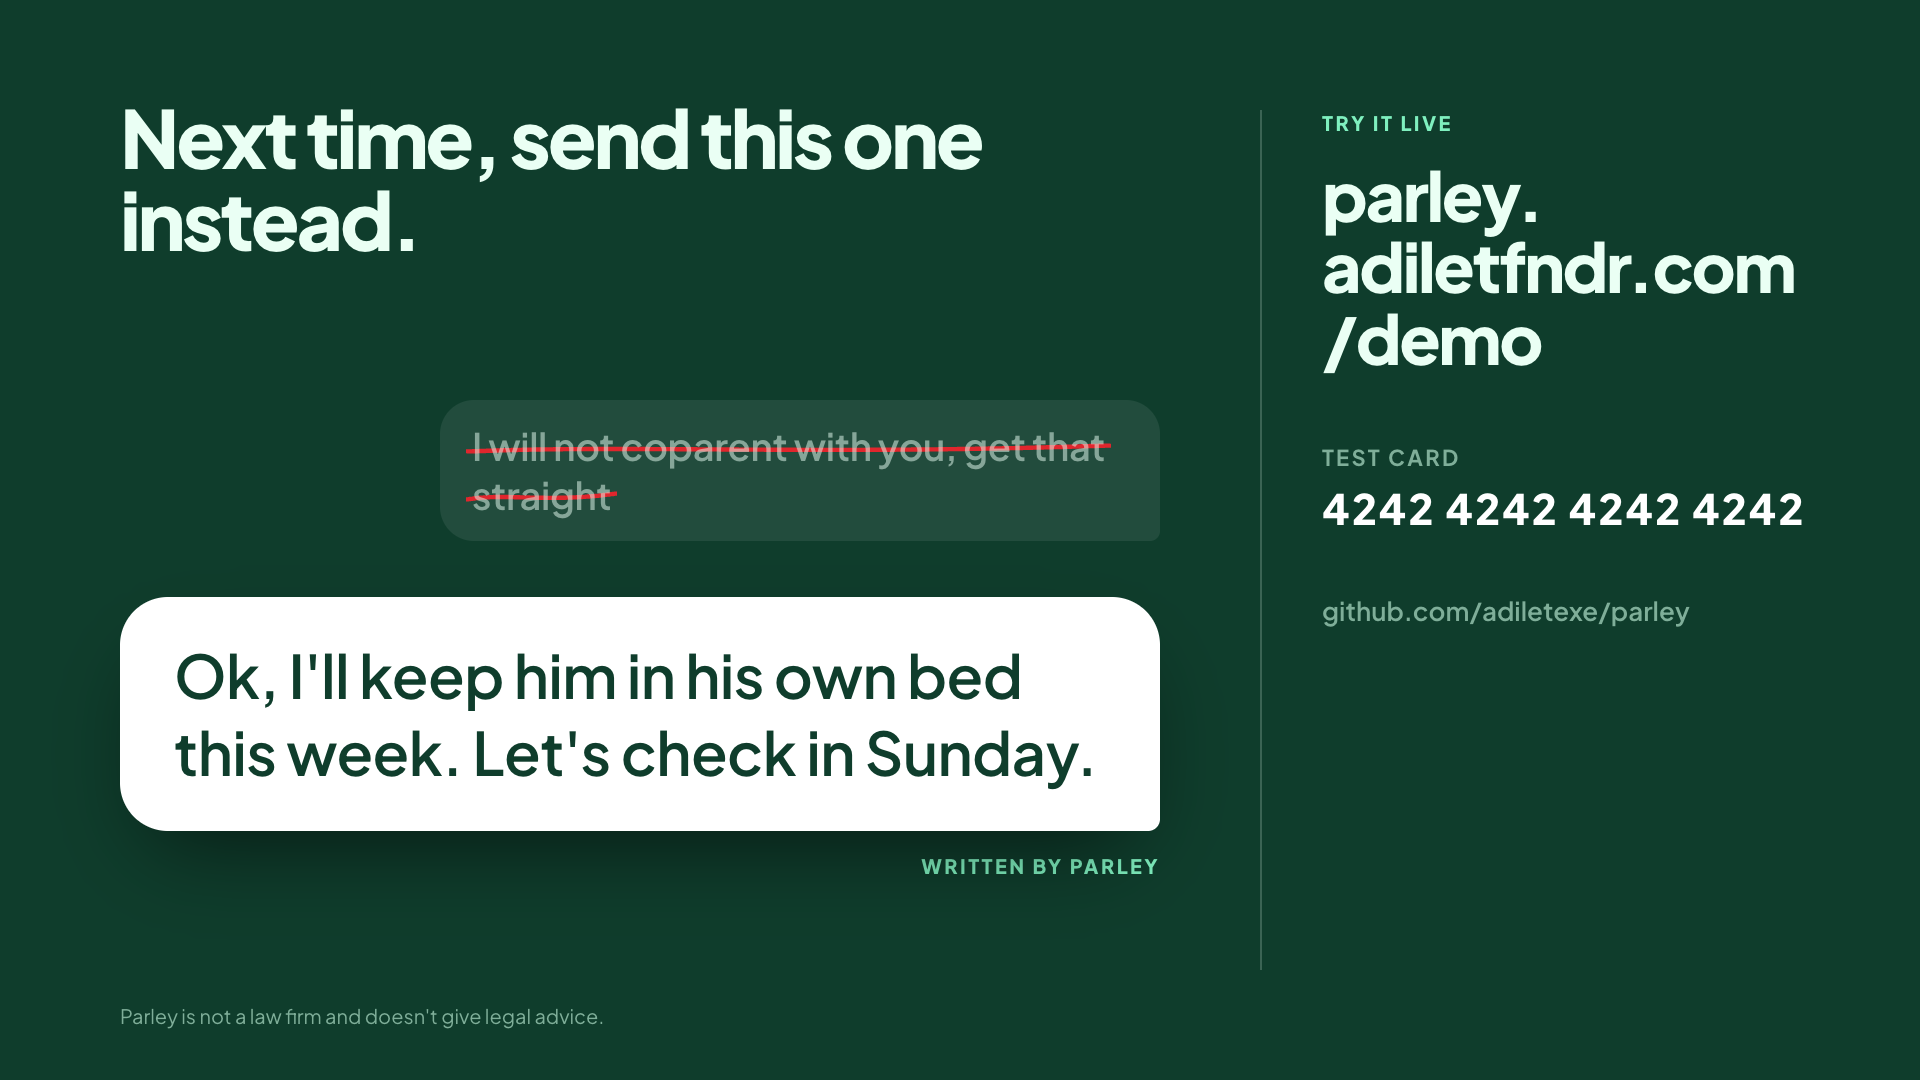 Next time, send this one
instead.
I will not coparent with you, get that
straight
Ok, I'll keep him in his own bed
this week. Let's check in Sunday.
WRITTEN BY PARLEY
Parley is not a law firm and doesn't give legal advice.
TRY IT LIVE
parley.
adiletfndr.com
/demo
TEST CARD
4242 4242 4242 4242
github.com/adiletexe/parley